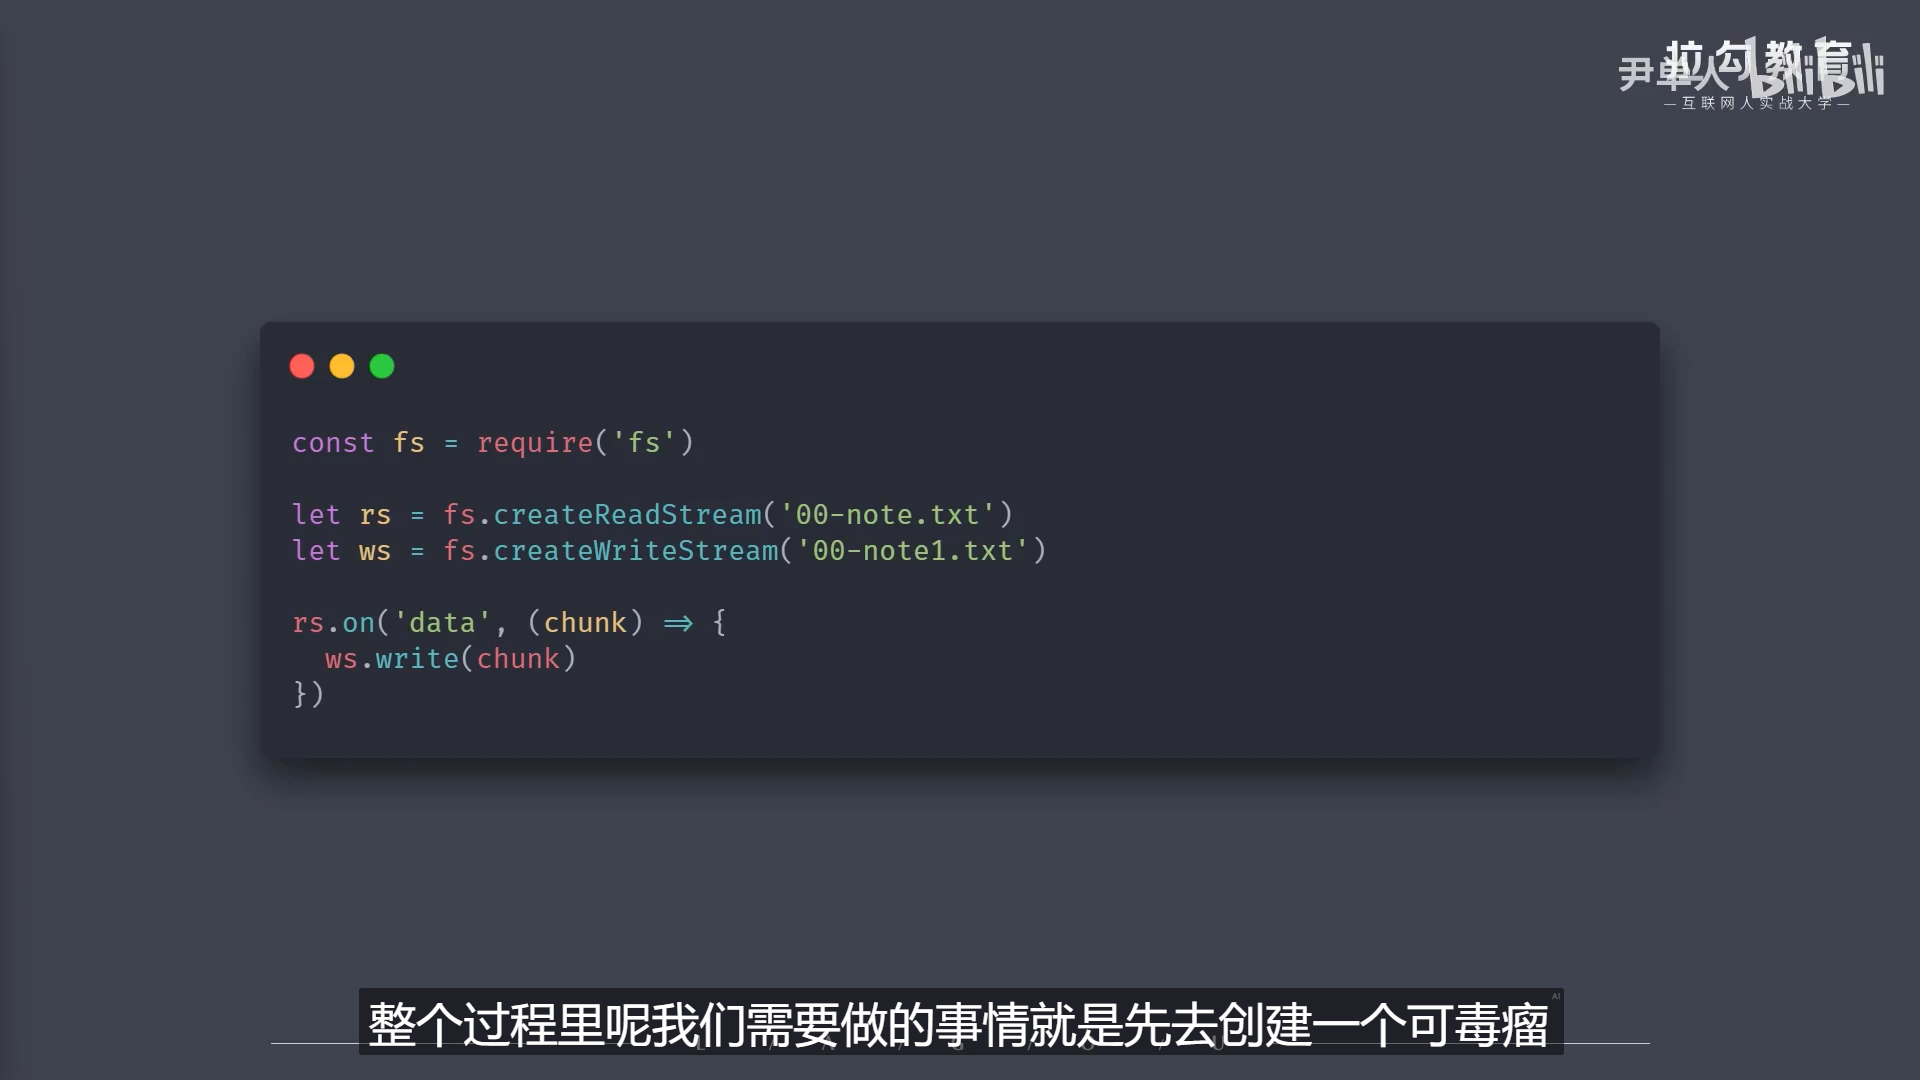 拉勾教育
尹单人
bilibili
—互联网人实战大学—
const fs = require('fs')
let rs = fs.createReadStream('00-note.txt')
let ws = fs.createWriteStream('00-note1.txt')
rs.on('data', (chunk) => {
ws.write(chunk)
})
整个过程里呢我们需要做的事情就是先去创建一个可毒瘤
AI
L / A / G / O / U